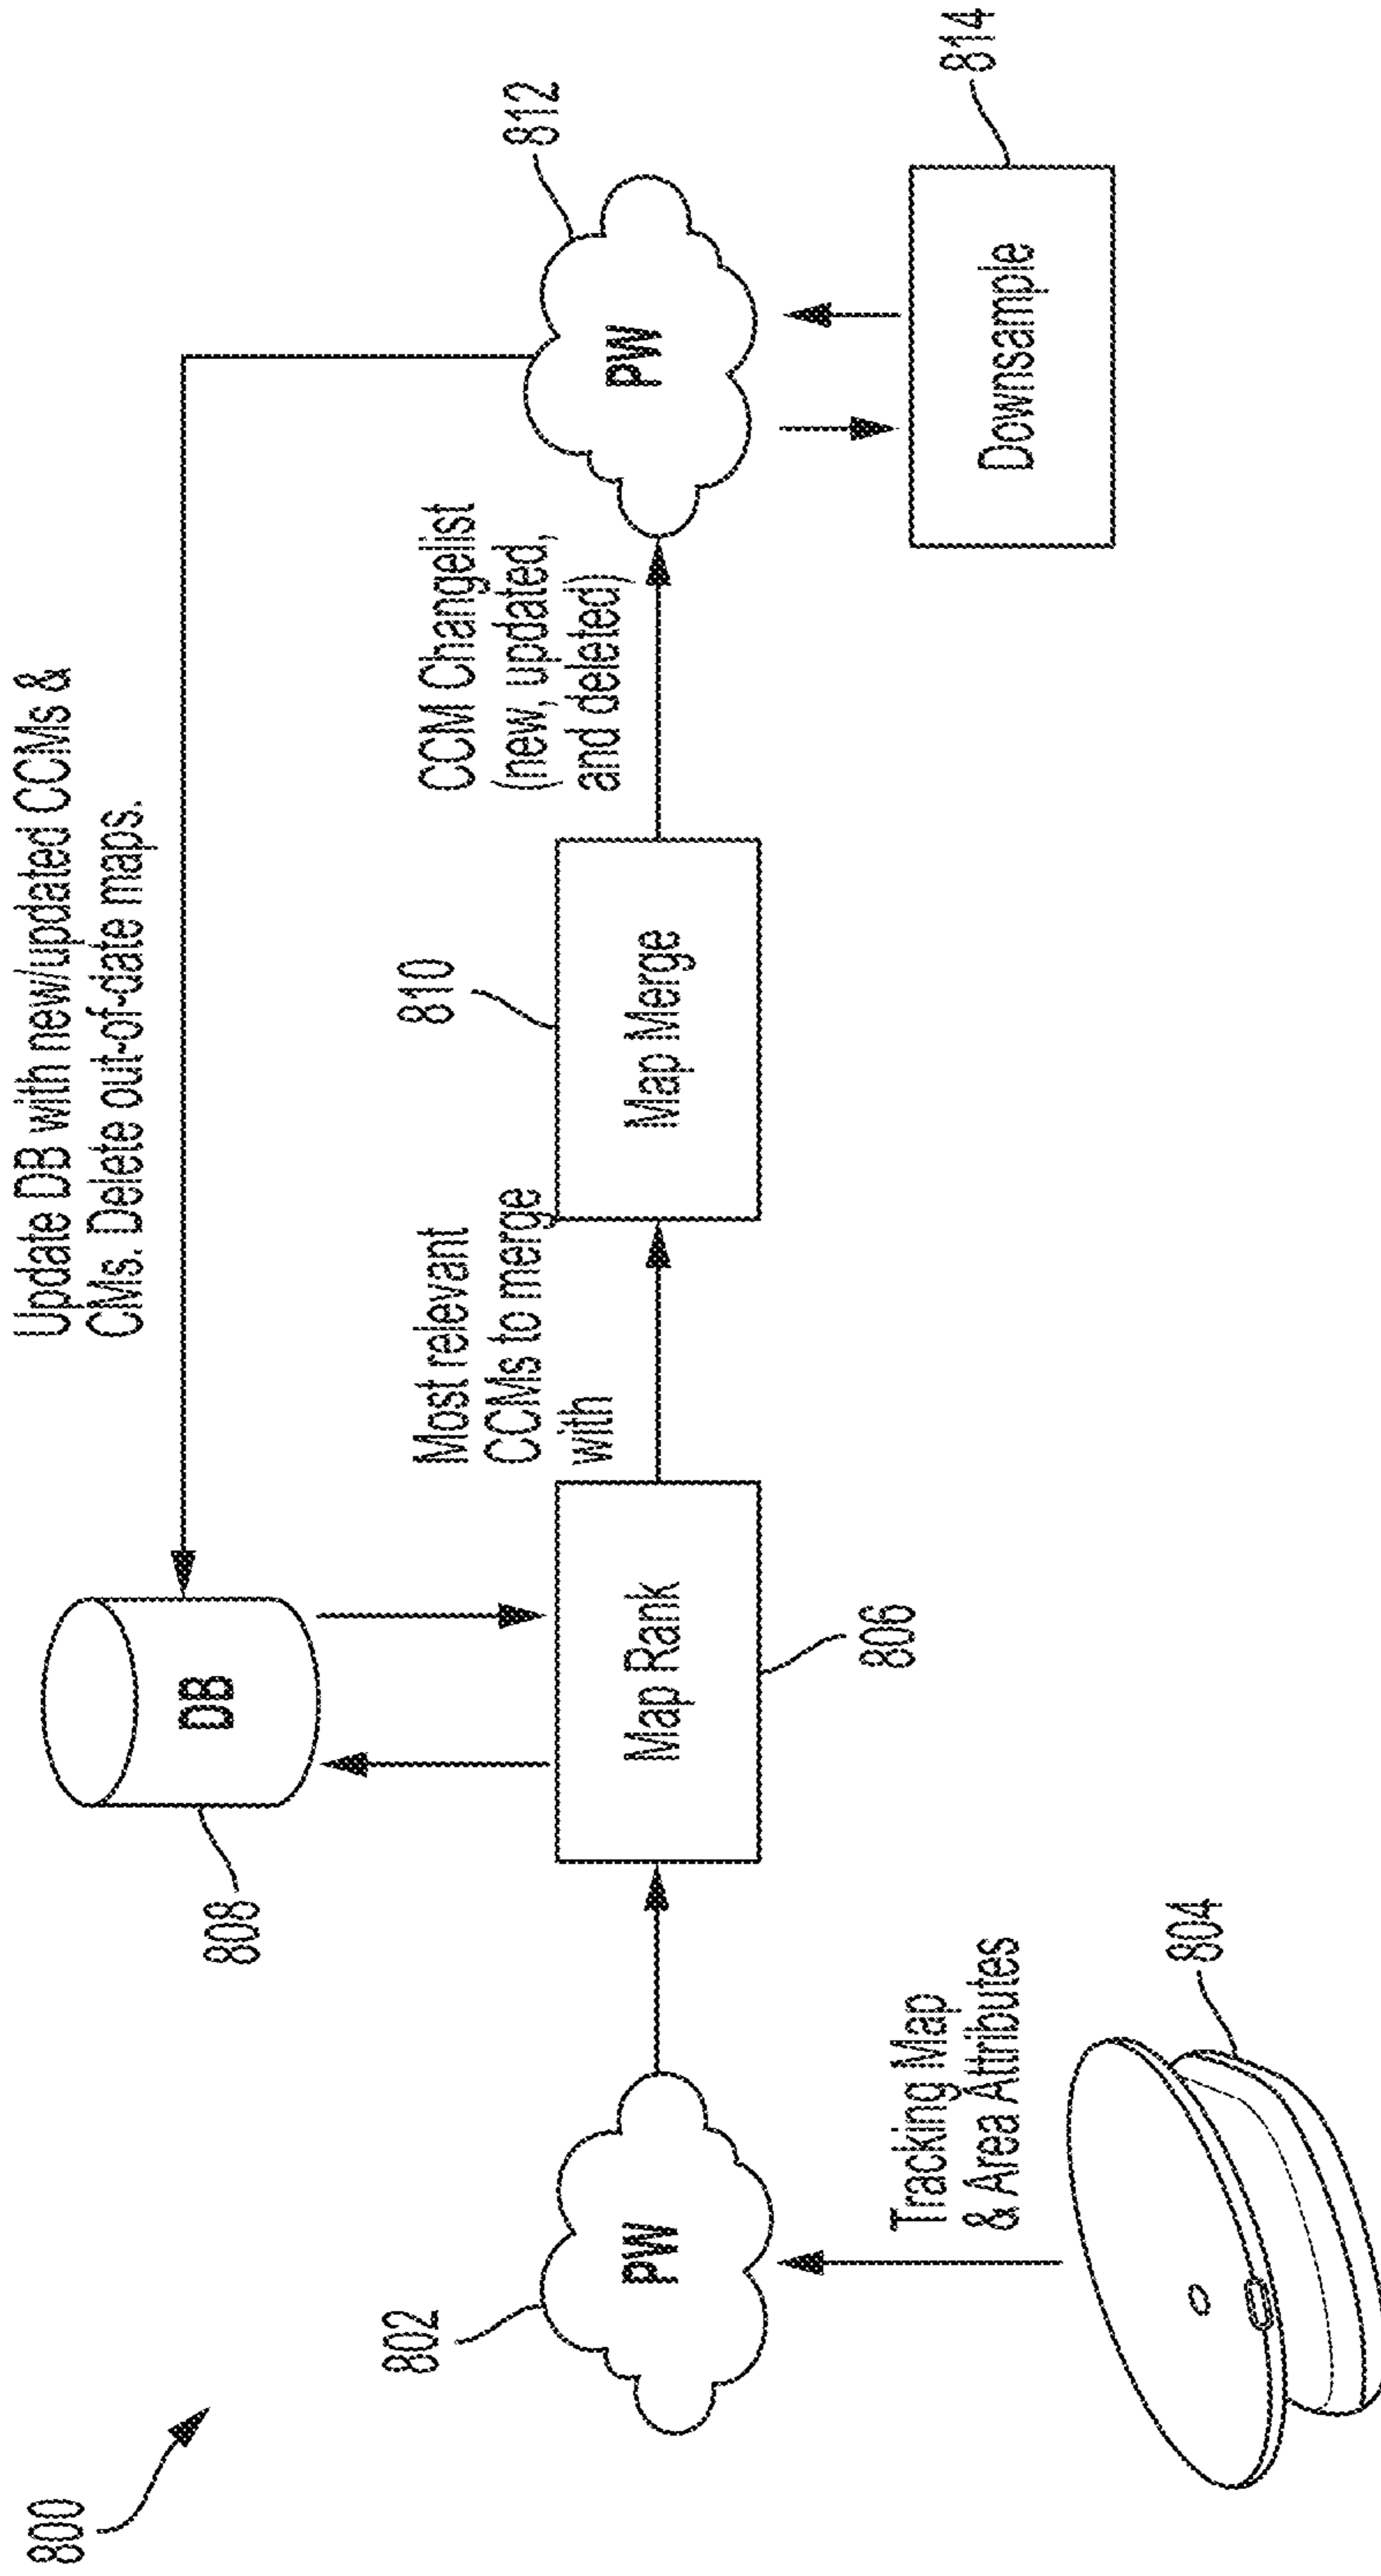 800
Update DB with new/updated CCMs &
CMs. Delete out-of-date maps.
808
DB
802
PW
Map Rank
806
Most relevant
CCMs to merge
with
810
Map Merge
CCM Changelist
(new, updated,
and deleted)
812
PW
Tracking Map
& Area Attributes
804
Downsample
814